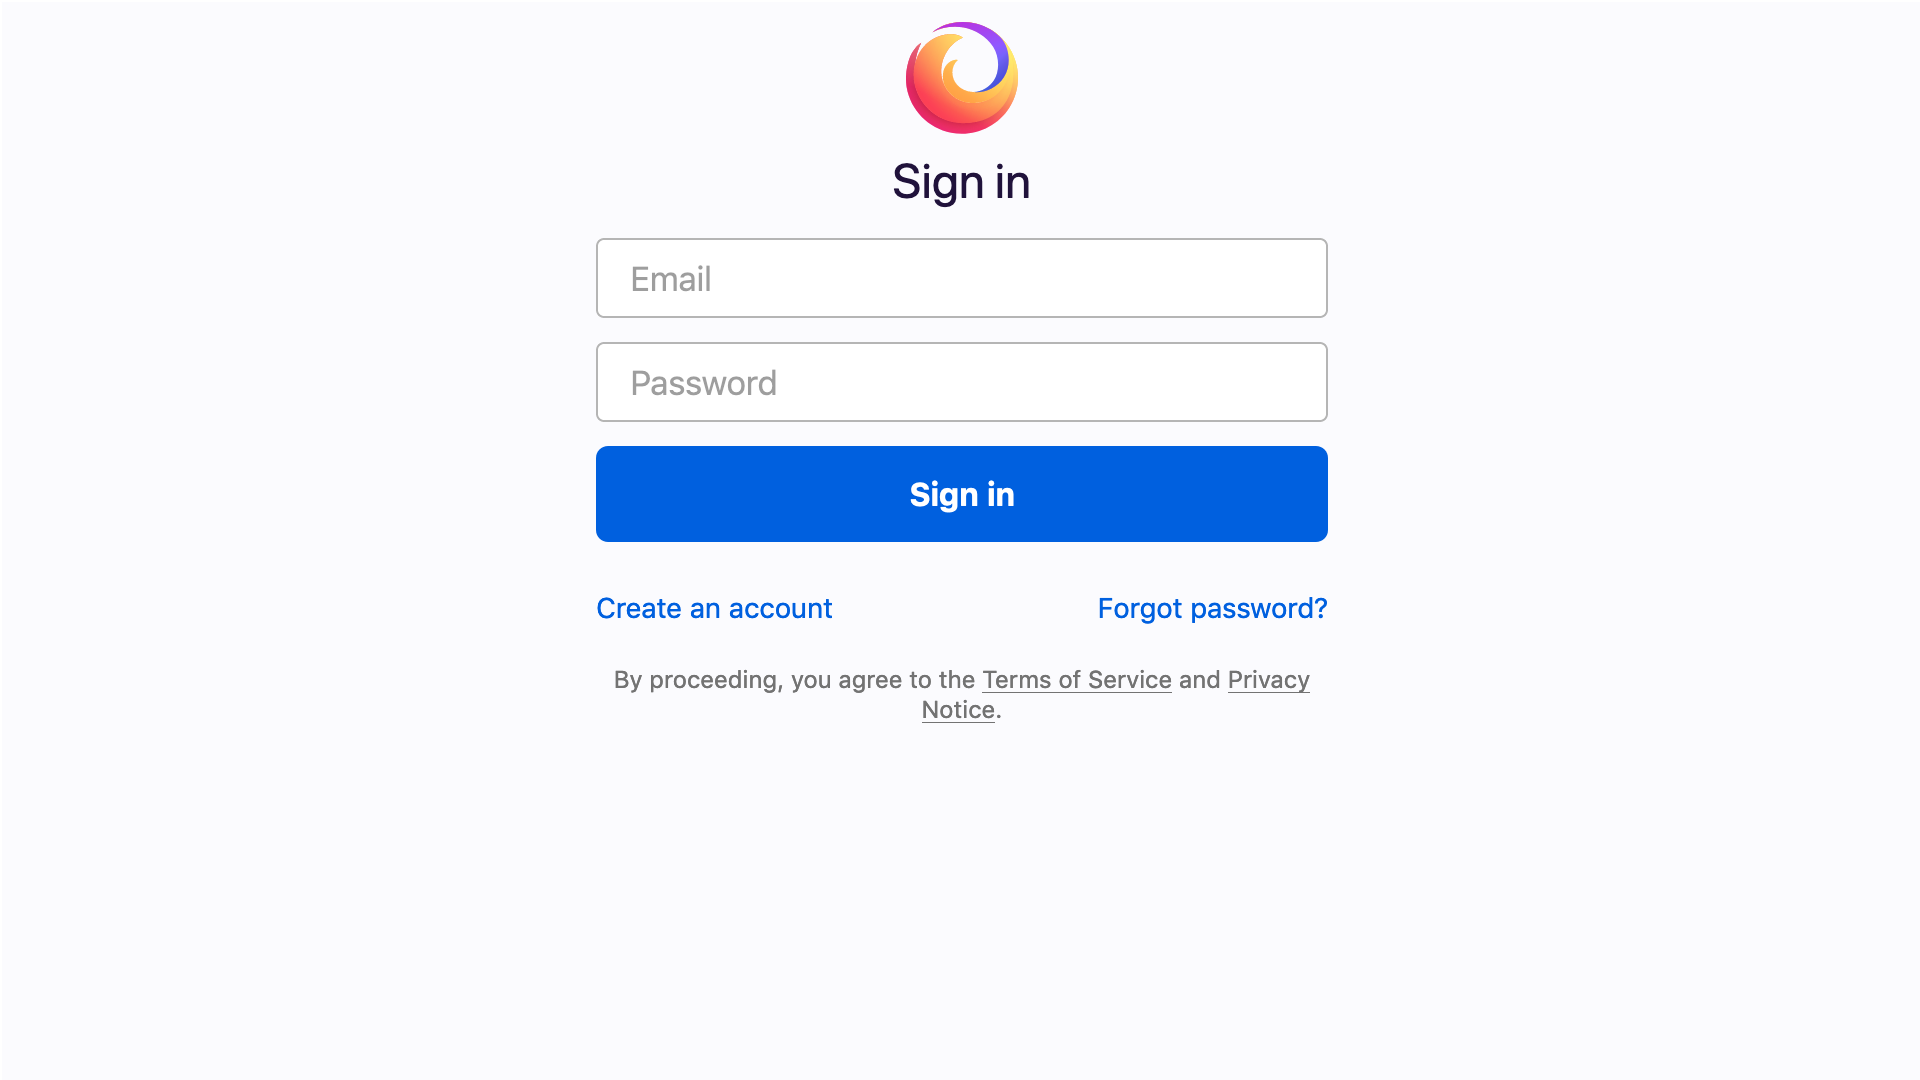 Sign in
Email
Password
Sign in
Create an account
Forgot password?
By proceeding, you agree to the Terms of Service and Privacy
Notice.